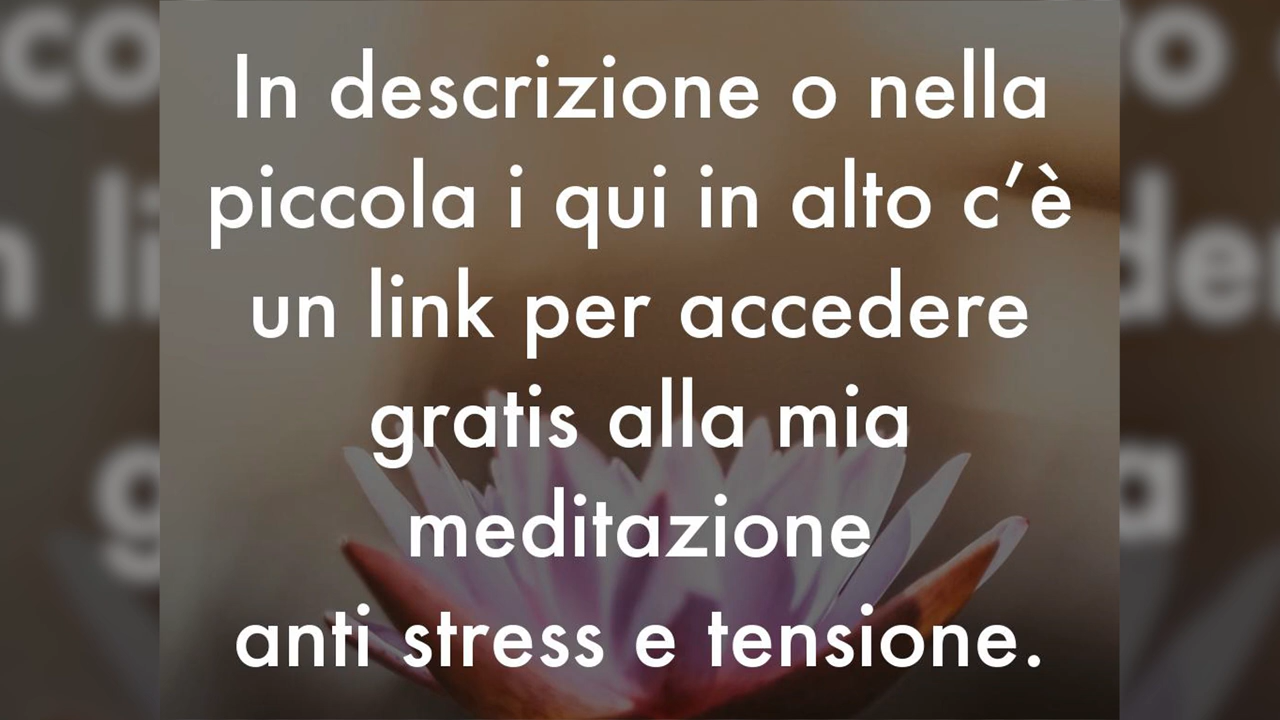 In descrizione o nella
piccola i qui in alto c’è
un link per accedere
gratis alla mia
meditazione
anti stress e tensione.